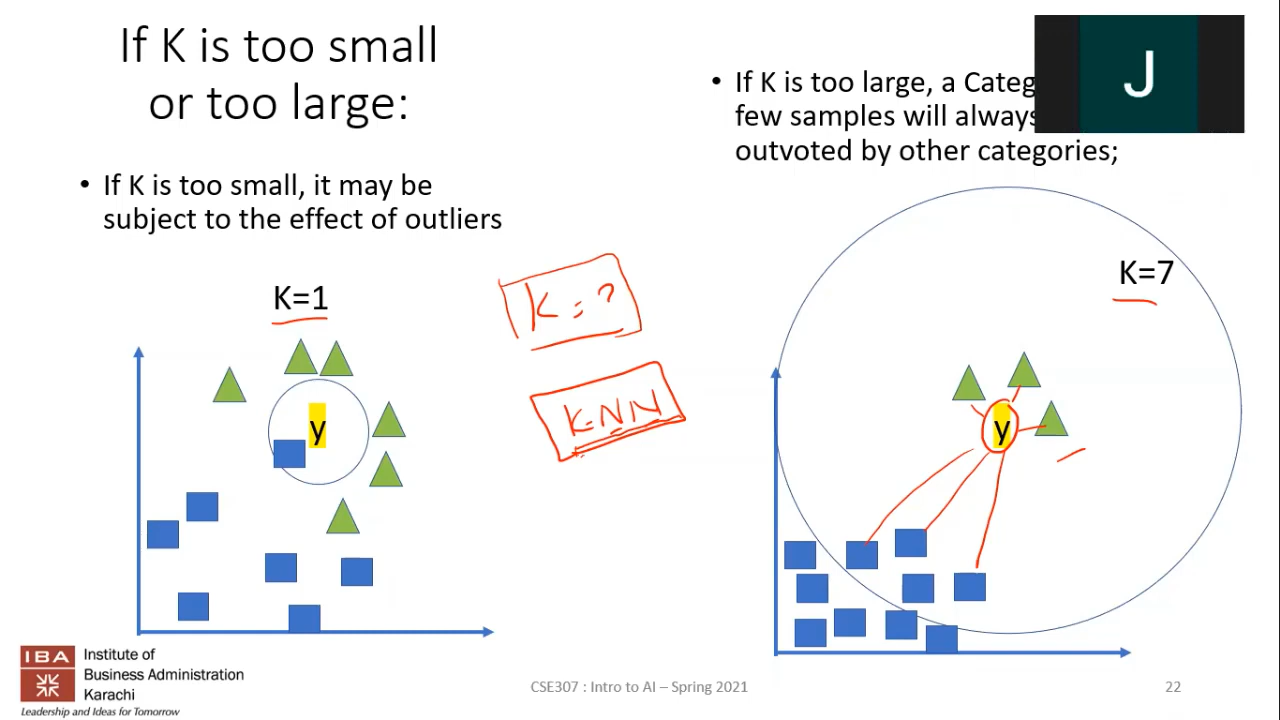 If K is too small
or too large:
• If K is too small, it may be
subject to the effect of outliers
• If K is too large, a Categ
few samples will always
outvoted by other categories;
J
K=1
y
K = ?
KNN
K=7
y
IBA
Institute of
Business Administration
Karachi
Leadership and Ideas for Tomorrow
CSE307 : Intro to AI – Spring 2021
22